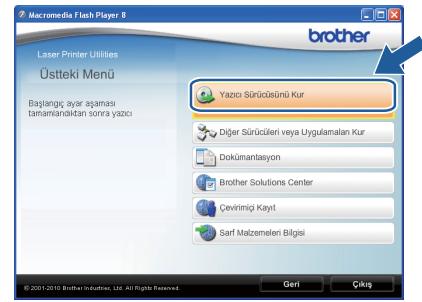 Macromedia Flash Player 8
brother
Laser Printer Utilities
Üstteki Menü
Başlangıç ayar aşaması
tamamlandıktan sonra yazıcı
Yazıcı Sürücüsünü Kur
Diğer Sürücüleri veya Uygulamaları Kur
Dokümantasyon
Brother Solutions Center
Çevirimiçi Kayıt
Sarf Malzemeleri Bilgisi
© 2001-2010 Brother Industries, Ltd. All Rights Reserved.
Geri
Çıkış